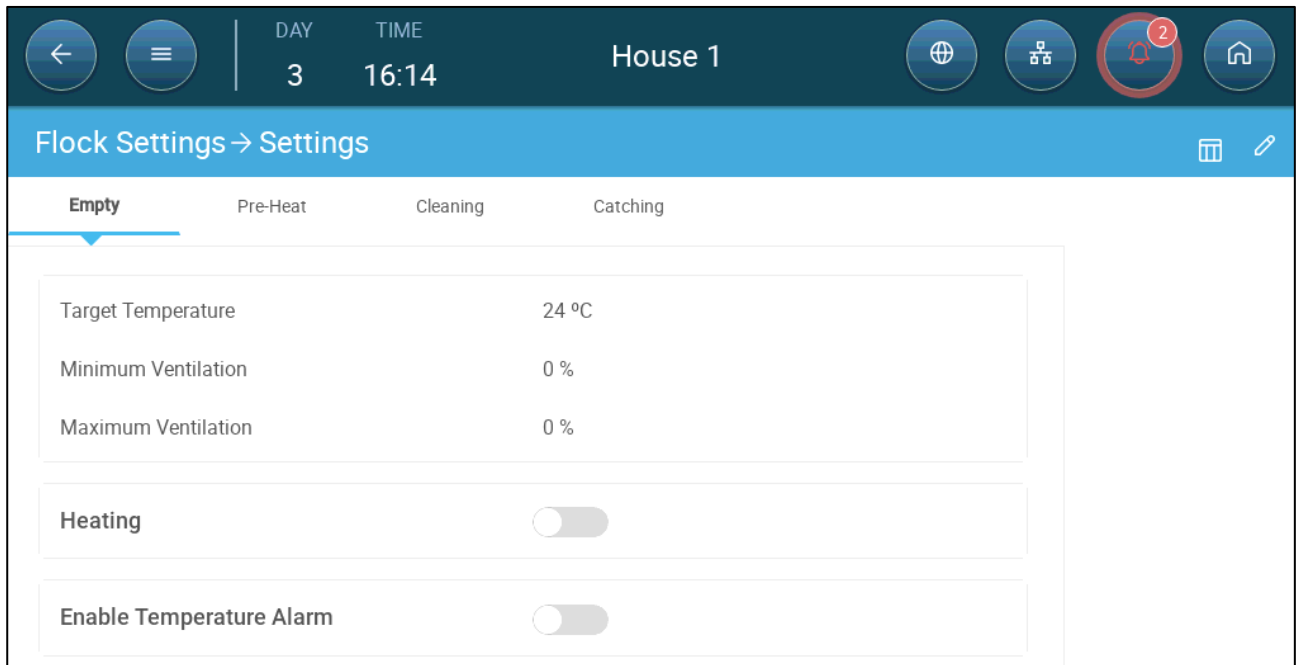 DAY TIME
3 16:14
House 1
2
Flock Settings → Settings
Empty Pre-Heat Cleaning Catching
Target Temperature 24 ºC
Minimum Ventilation 0 %
Maximum Ventilation 0 %
Heating
Enable Temperature Alarm